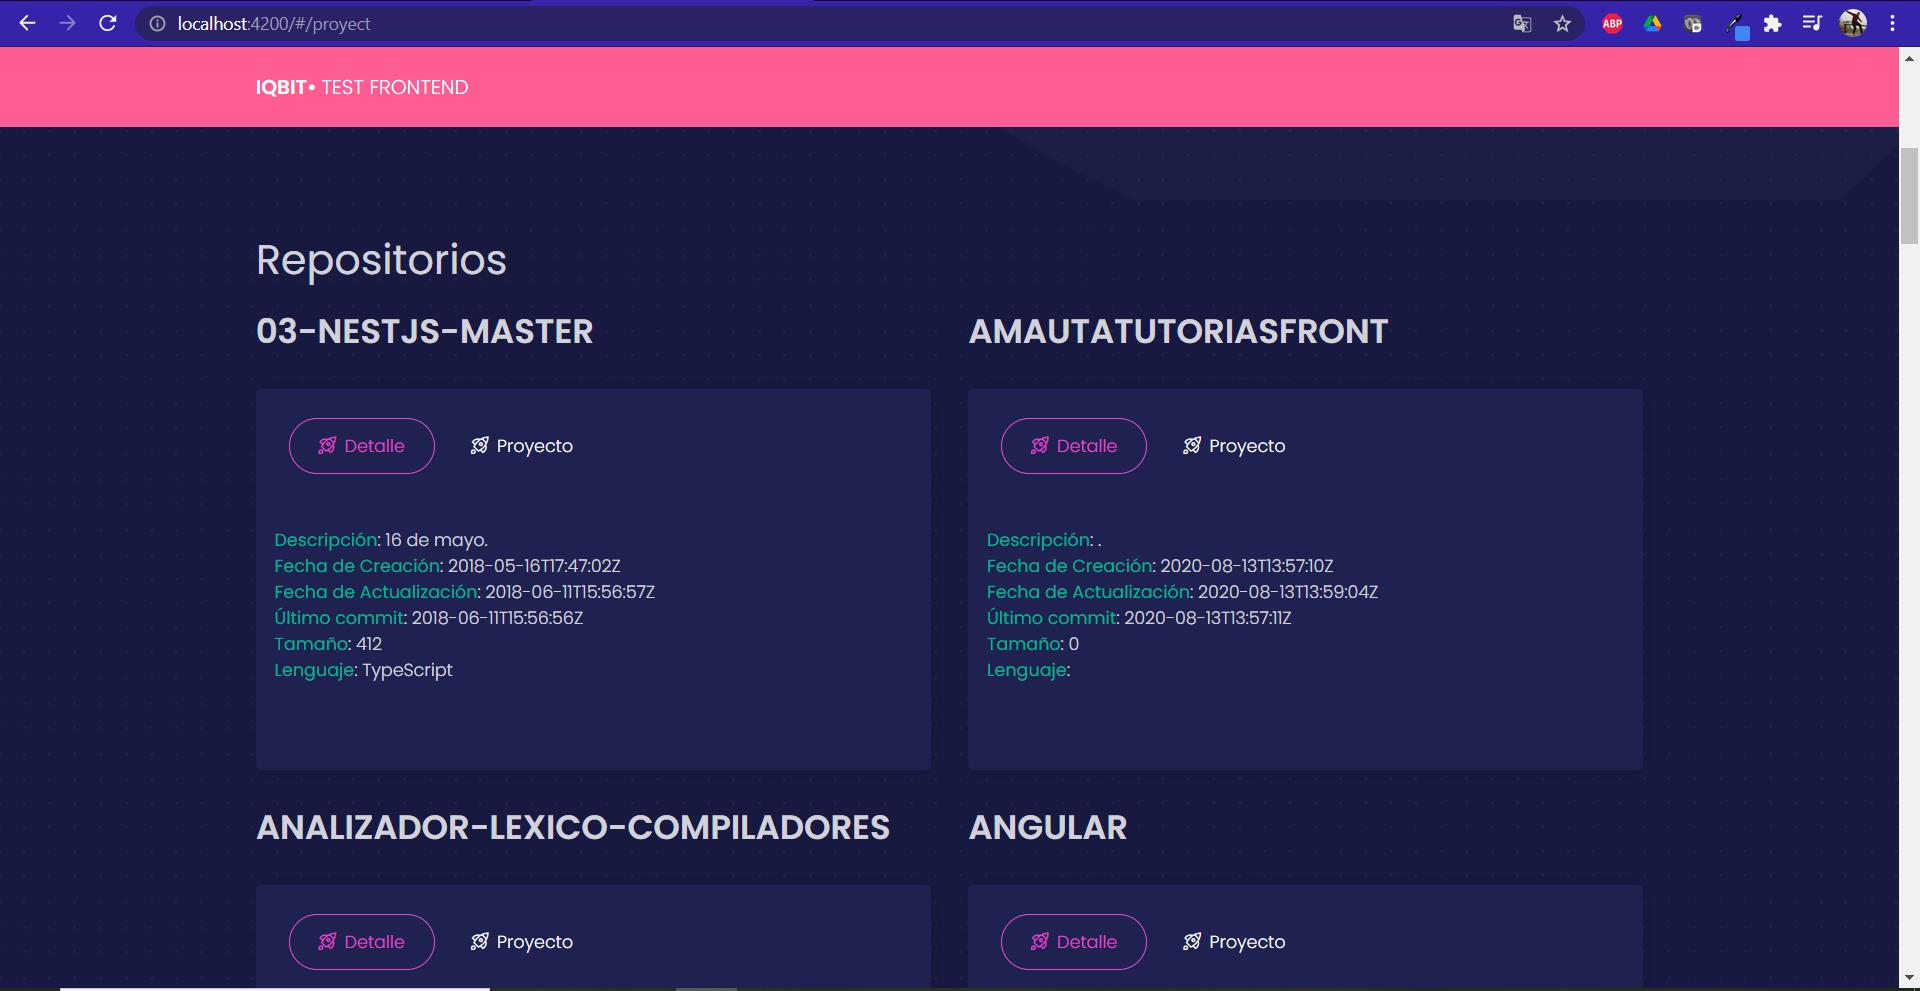 localhost:4200/#/proyect
ABP
IQBIT• TEST FRONTEND
Repositorios
03-NESTJS-MASTER
Detalle
Proyecto
Descripción: 16 de mayo.
Fecha de Creación: 2018-05-16T17:47:02Z
Fecha de Actualización: 2018-06-11T15:56:57Z
Último commit: 2018-06-11T15:56:56Z
Tamaño: 412
Lenguaje: TypeScript
AMAUTATUTORIASFRONT
Detalle
Proyecto
Descripción: .
Fecha de Creación: 2020-08-13T13:57:10Z
Fecha de Actualización: 2020-08-13T13:59:04Z
Último commit: 2020-08-13T13:57:11Z
Tamaño: 0
Lenguaje:
ANALIZADOR-LEXICO-COMPILADORES
Detalle
Proyecto
ANGULAR
Detalle
Proyecto